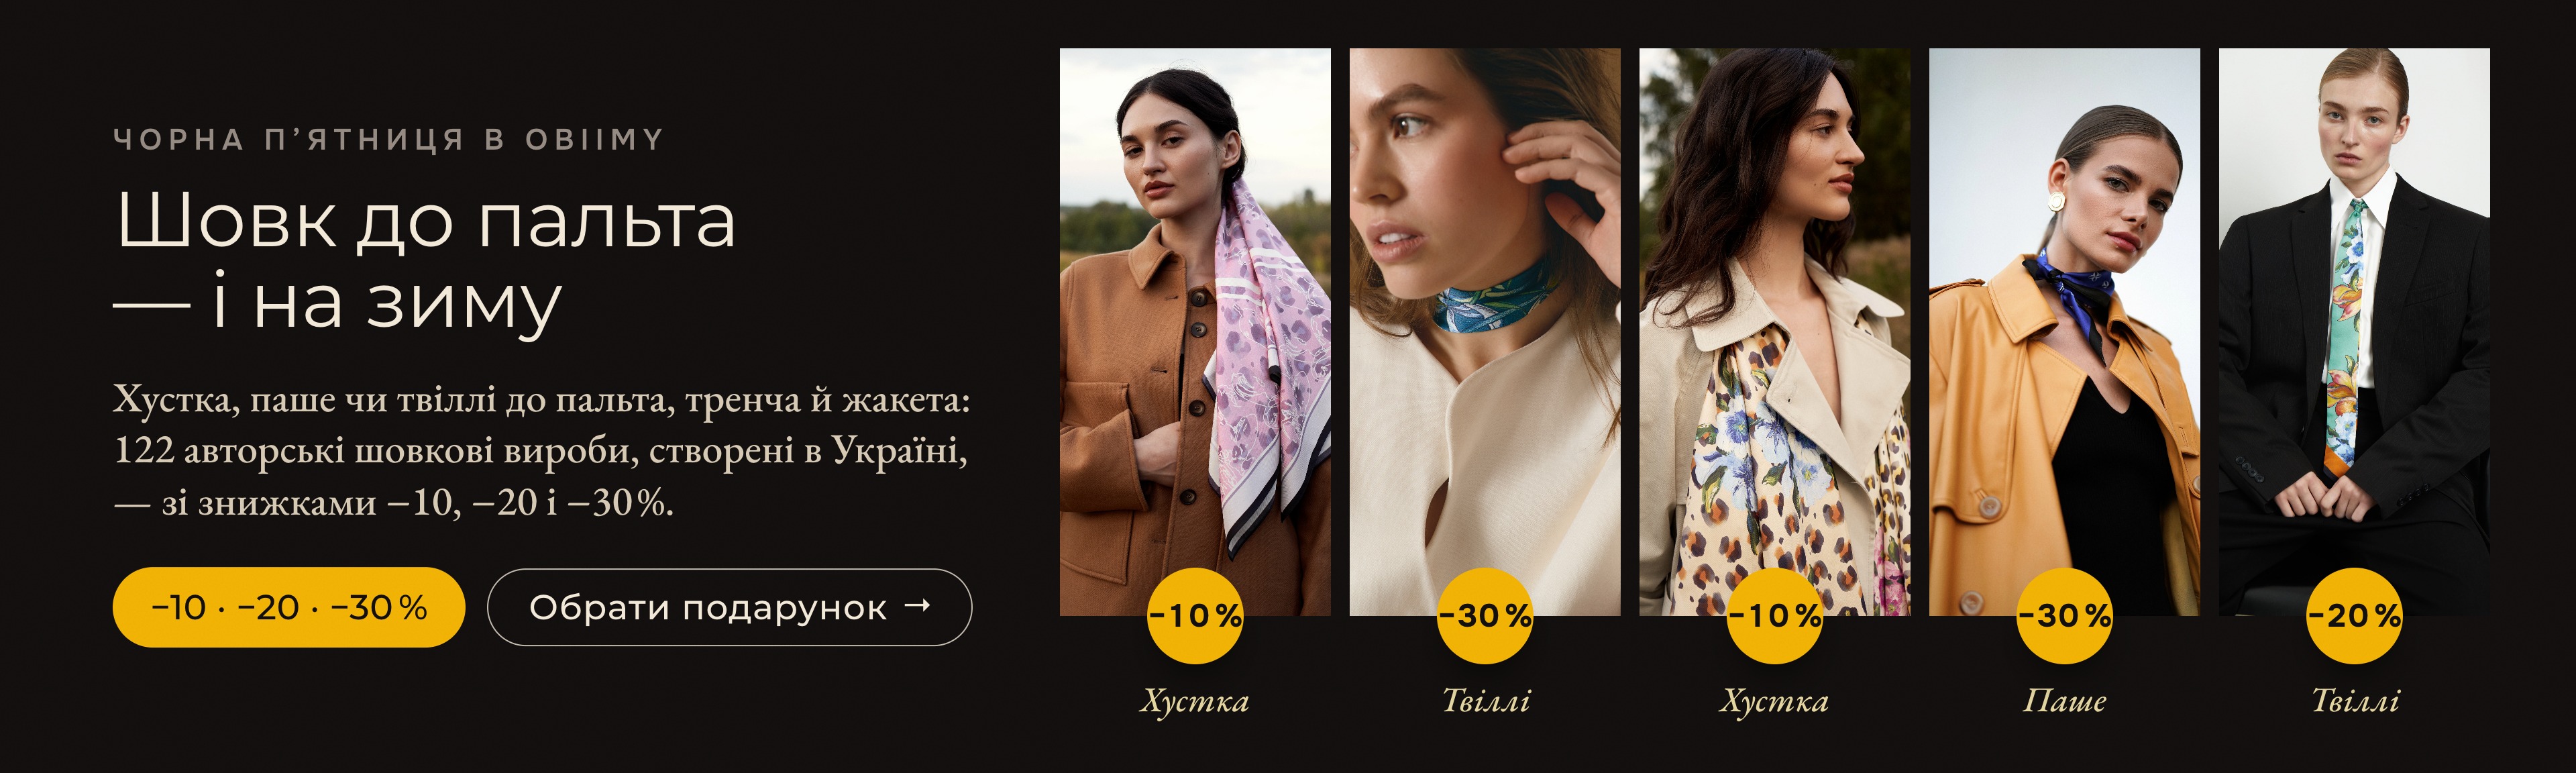 ЧОРНА П’ЯТНИЦЯ В OBIIMY
Шовк до пальта
— і на зиму
Хустка, паше чи твіллі до пальта, тренча й жакета:
122 авторські шовкові вироби, створені в Україні,
— зі знижками −10, −20 і −30 %.
−10 · −20 · −30 %
Обрати подарунок →
−10 %
−30 %
−10 %
−30 %
−20 %
Хустка
Твіллі
Хустка
Паше
Твіллі